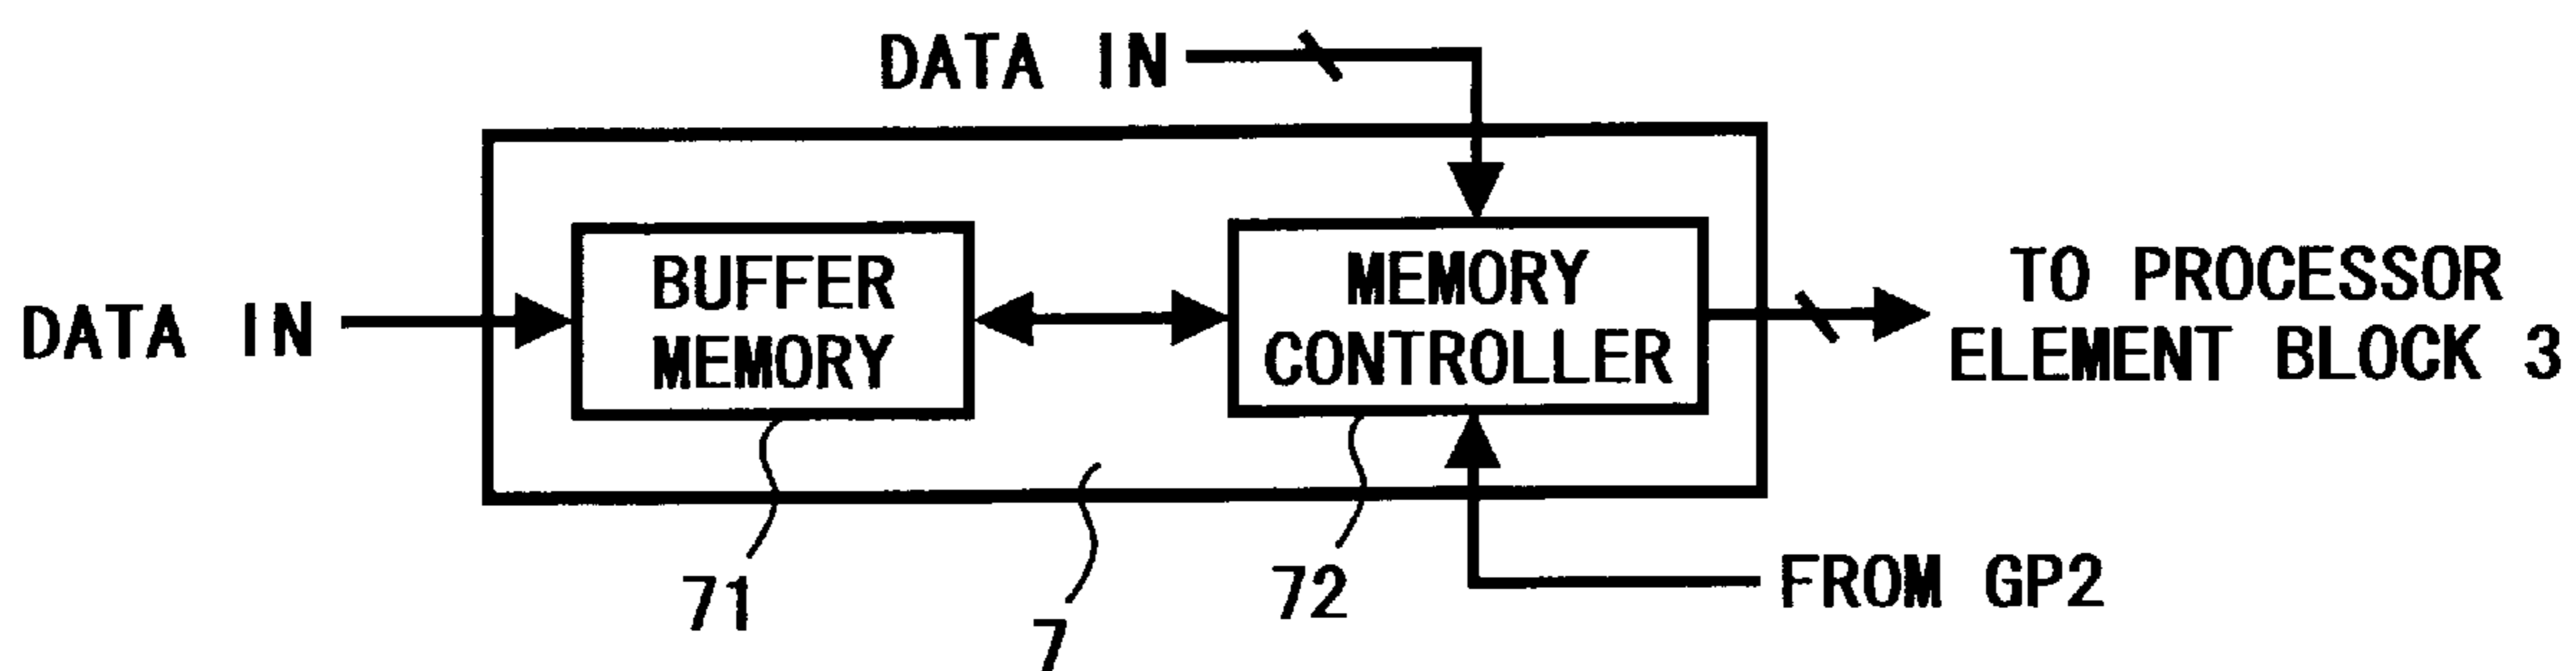 DATA IN
DATA IN
BUFFER
MEMORY
MEMORY
CONTROLLER
TO PROCESSOR
ELEMENT BLOCK 3
71
7
72
FROM GP2